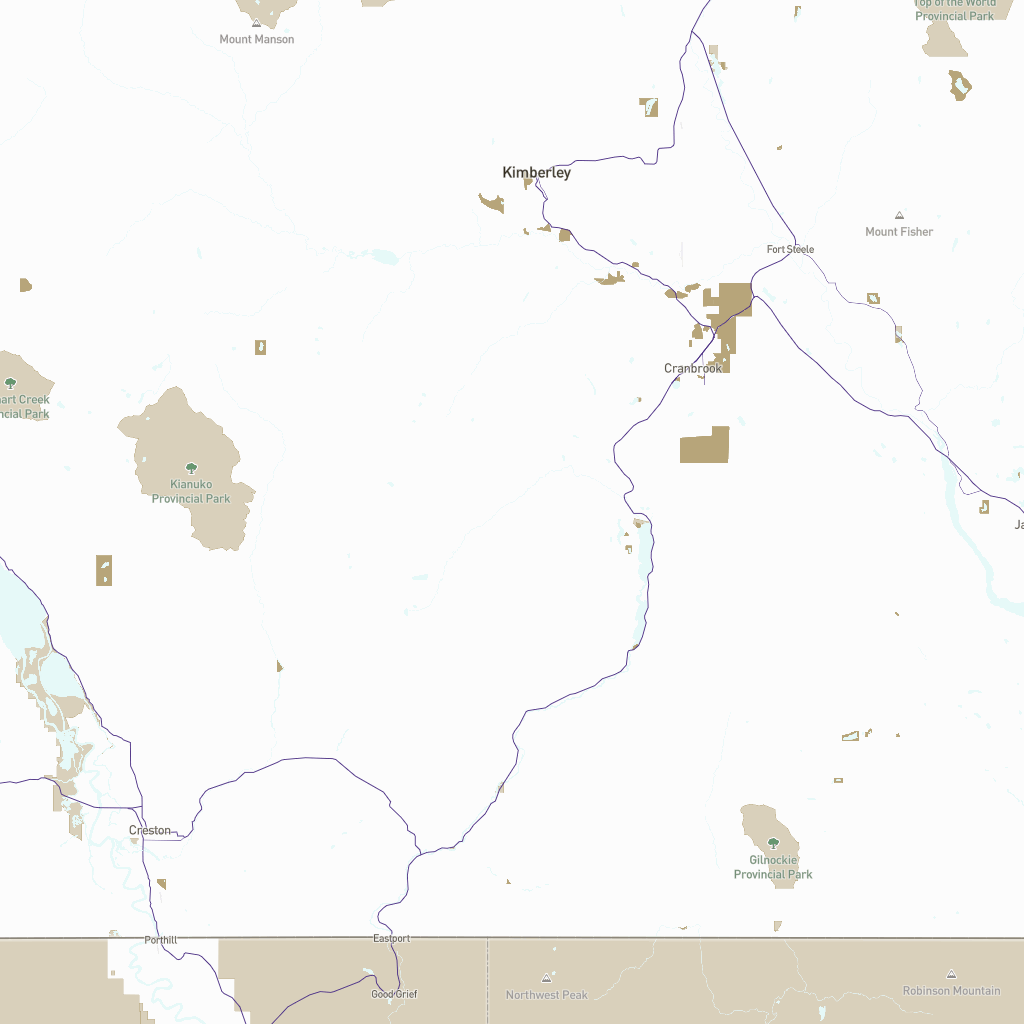 Top of the World
Provincial Park
Mount Manson
Kimberley
Mount Fisher
Fort Steele
Cranbrook
art Creek
ncial Park
Kianuko
Provincial Park
Ja
Creston
Gilnockie
Provincial Park
Porthill
Eastport
Good Grief
Northwest Peak
Robinson Mountain